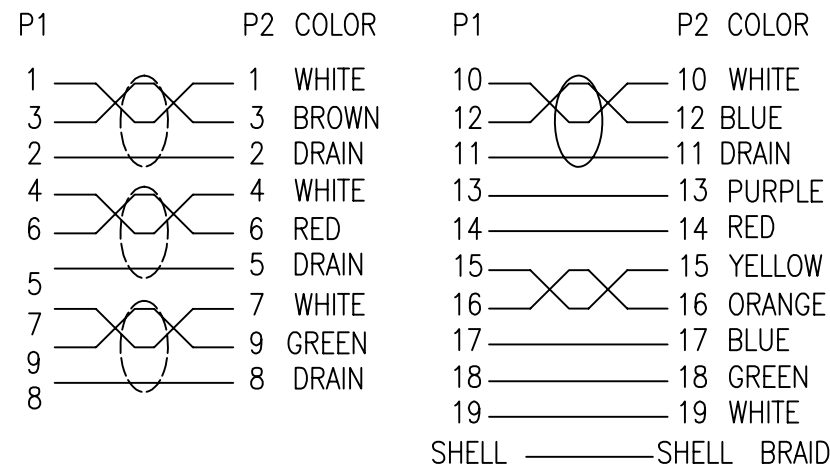 P1 P2 COLOR
1 1 WHITE
3 3 BROWN
2 2 DRAIN
4 4 WHITE
6 6 RED
5 5 DRAIN
7 7 WHITE
9 9 GREEN
8 8 DRAIN
P1 P2 COLOR
10 10 WHITE
12 12 BLUE
11 11 DRAIN
13 13 PURPLE
14 14 RED
15 15 YELLOW
16 16 ORANGE
17 17 BLUE
18 18 GREEN
19 19 WHITE
SHELL SHELL BRAID